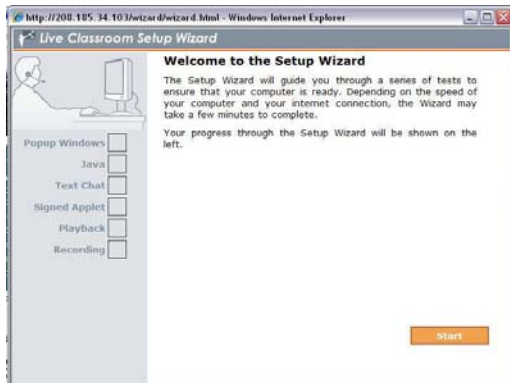 http://208.185.34.103/wizard/wizard.html - Windows Internet Explorer
Live Classroom Setup Wizard
Welcome to the Setup Wizard
The Setup Wizard will guide you through a series of tests to
ensure that your computer is ready. Depending on the speed of
your computer and your internet connection, the Wizard may
take a few minutes to complete.
Your progress through the Setup Wizard will be shown on the
left.
Popup Windows
Java
Text Chat
Signed Applet
Playback
Recording
Start